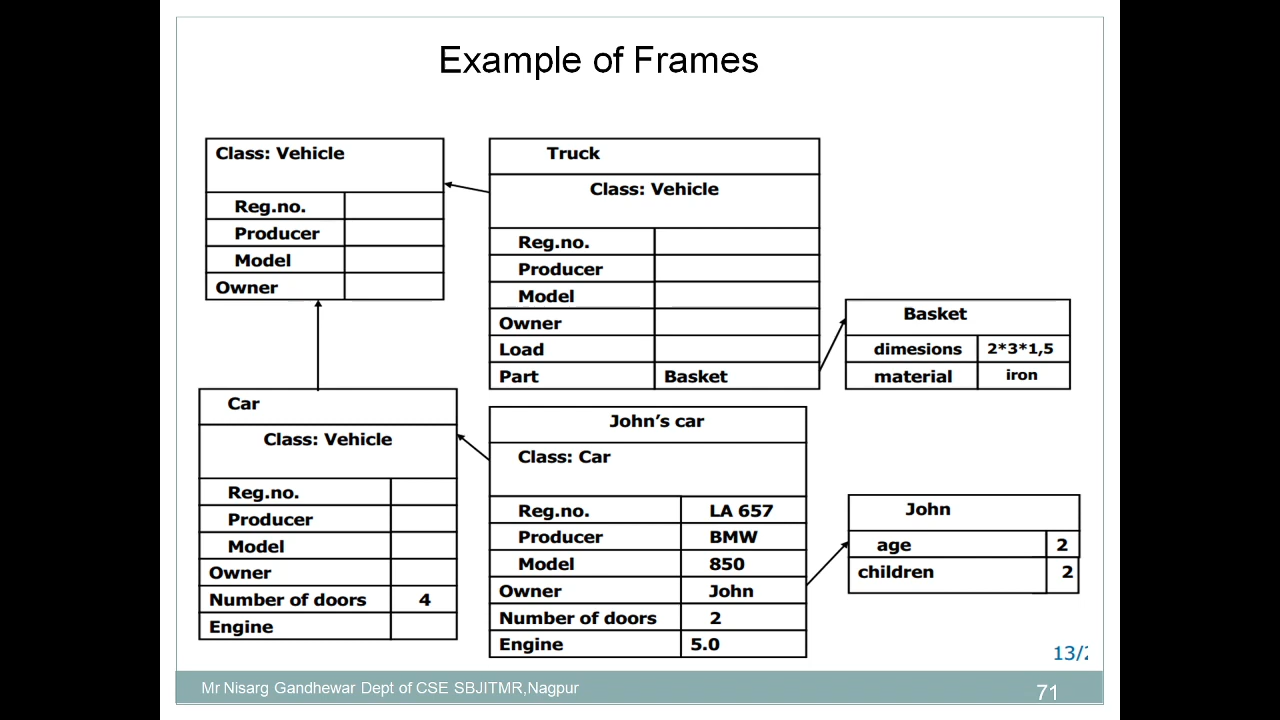 Example of Frames
Class: Vehicle
Reg.no.
Producer
Model
Owner
Truck
Class: Vehicle
Reg.no.
Producer
Model
Owner
Load
Part Basket
Basket
dimesions 2*3*1,5
material iron
Car
Class: Vehicle
Reg.no.
Producer
Model
Owner
Number of doors 4
Engine
John’s car
Class: Car
Reg.no. LA 657
Producer BMW
Model 850
Owner John
Number of doors 2
Engine 5.0
John
age 2
children 2
13/2
Mr Nisarg Gandhewar Dept of CSE SBJITMR,Nagpur
71